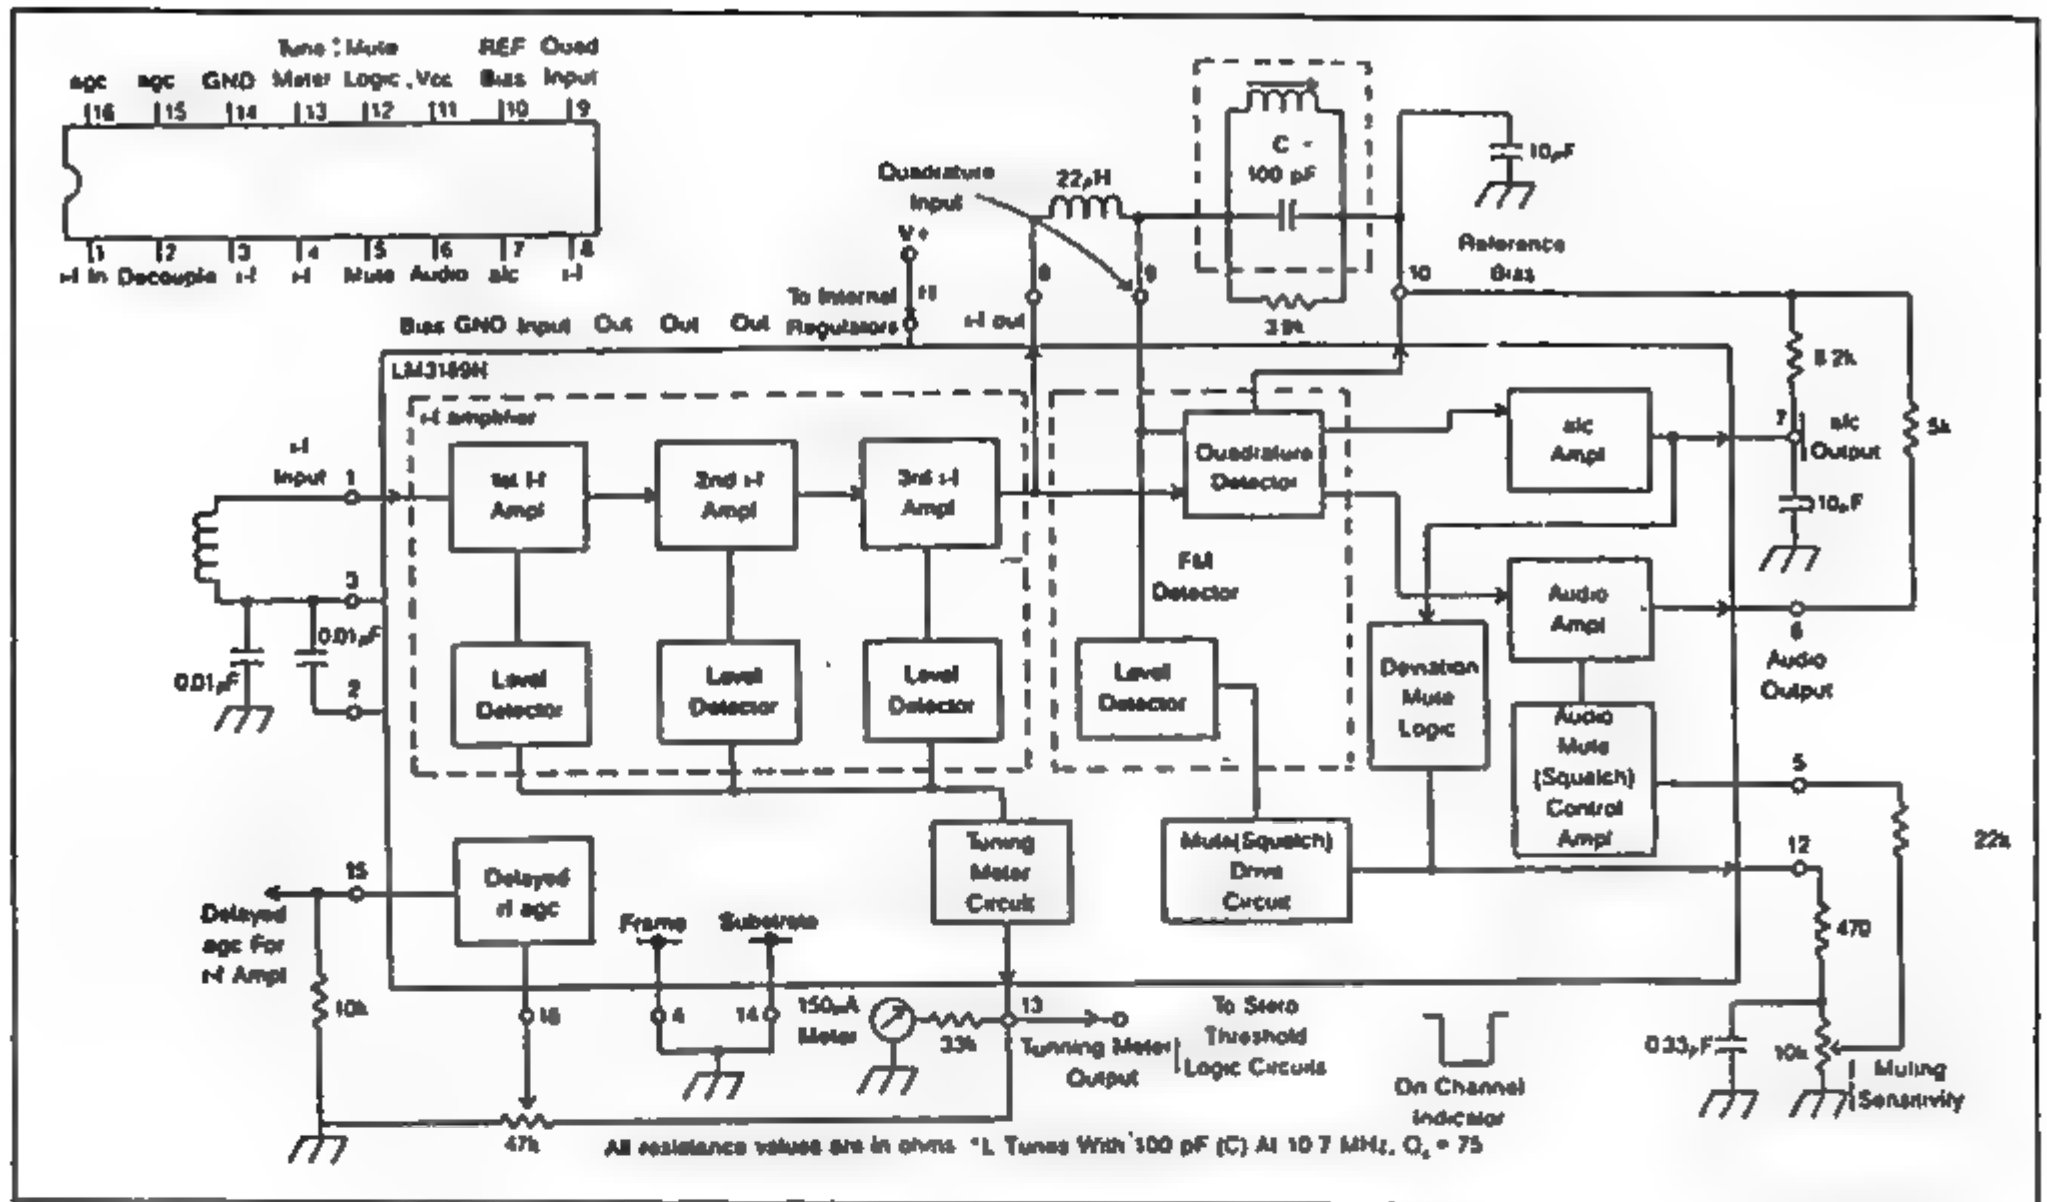 Tune Mute REF Quad
agc agc GND Meter Logic Vcc Bias Input
16 15 14 13 12 11 10 9
1 2 3 4 5 6 7 8
i-f In Decouple i-f i-f Mute Audio afc i-f
Bias GND Input Out Out Out
Quadrature
Input
22µH
C =
100 pF
3.9k
10µF
Reference
Bias
V+
11
To Internal
Regulators
i-f out
8
9
10
LM3189N
i-f amplifier
i-f
Input
1
3
2
0.01µF
0.01µF
1st i-f
Ampl
2nd i-f
Ampl
3rd i-f
Ampl
Level
Detector
Level
Detector
Level
Detector
Quadrature
Detector
FM
Detector
Level
Detector
afc
Ampl
Audio
Ampl
Deviation
Mute
Logic
Audio
Mute
(Squelch)
Control
Ampl
8.2k
7
afc
Output
5k
10µF
6
Audio
Output
5
22k
12
470
0.33µF
10k
Muting
Sensitivity
15
Delayed
agc For
r-f Ampl
10k
Delayed
rf agc
16
47k
Frame
Substrate
4
14
Tuning
Meter
Circuit
Mute(Squelch)
Drive
Circuit
150µA
Meter
33k
13
Tunning Meter
Output
To Stero
Threshold
Logic Circuits
On Channel
Indicator
All resistance values are in ohms *L Tunes With 100 pF (C) At 10.7 MHz, Q = 75